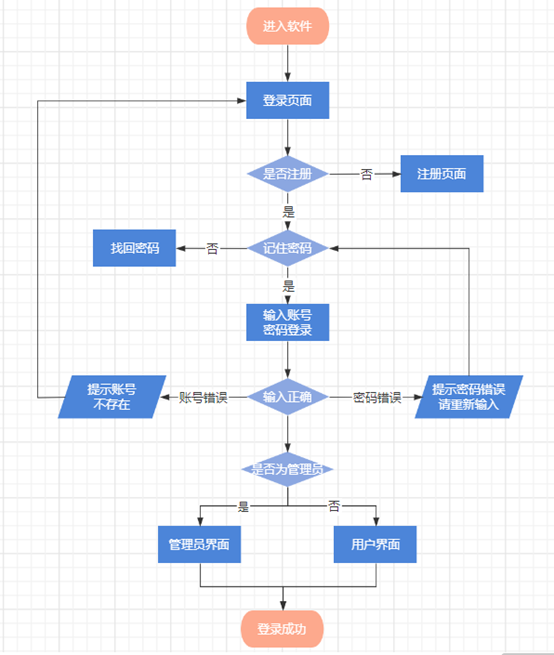 进入软件
登录页面
是否注册
否
注册页面
是
找回密码
否
记住密码
是
输入账号
密码登录
提示账号
不存在
账号错误
输入正确
密码错误
提示密码错误
请重新输入
是否为管理员
是
否
管理员界面
用户界面
登录成功